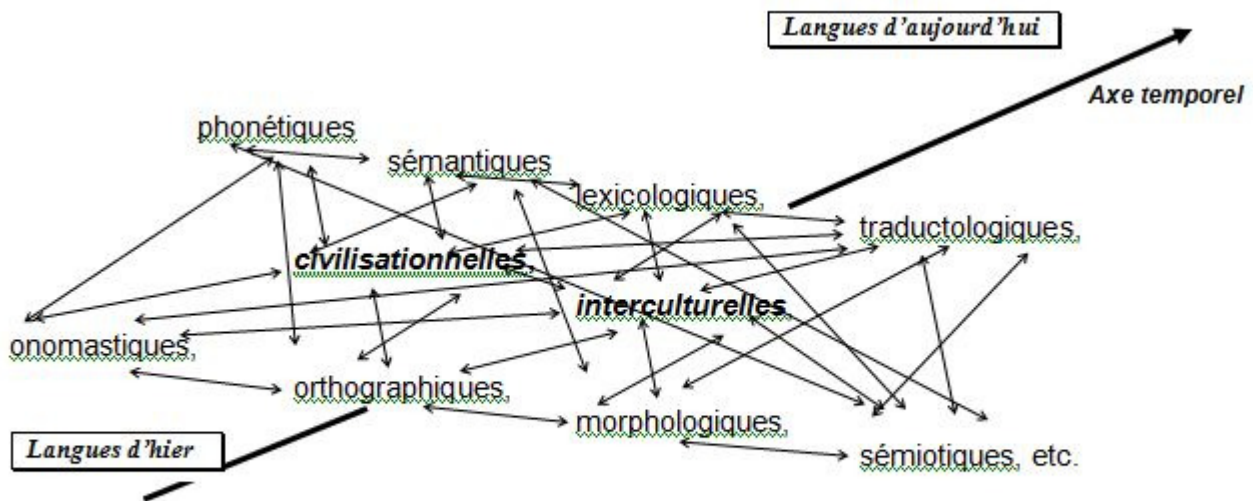 Langues d'aujourd'hui
Axe temporel
phonétiques
sémantiques
lexicologiques,
traductologiques,
civilisationnelles,
interculturelles,
onomastiques,
orthographiques,
morphologiques,
Langues d'hier
sémiotiques, etc.